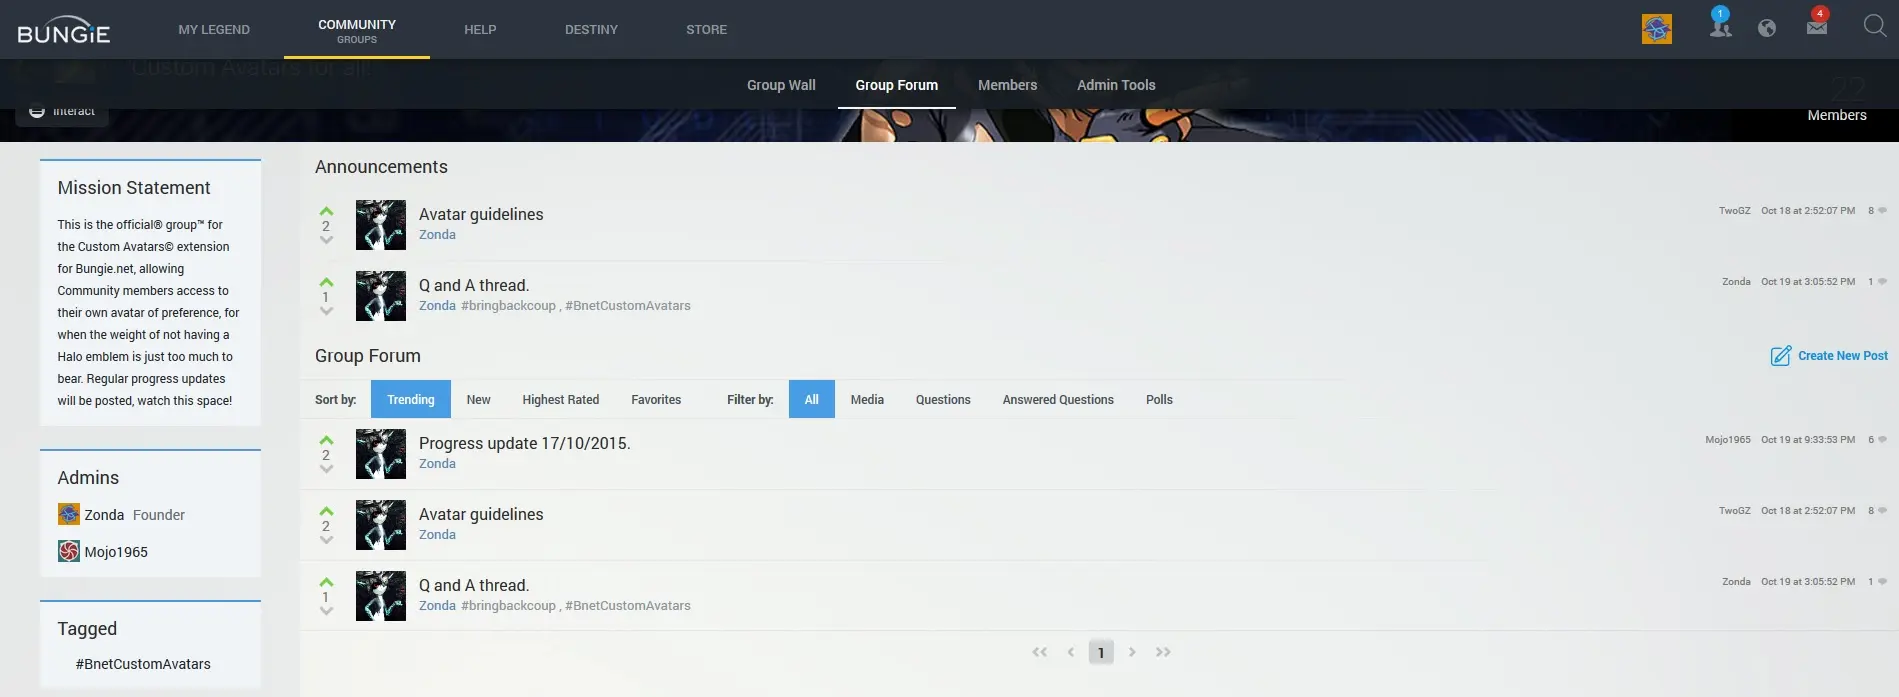 BUNGiE
MY LEGEND
COMMUNITY
GROUPS
HELP
DESTINY
STORE
1
4
Custom Avatars for all!
Group Wall
Group Forum
Members
Admin Tools
22
Interact
Members
Mission Statement
This is the official® group™ for
the Custom Avatars© extension
for Bungie.net, allowing
Community members access to
their own avatar of preference, for
when the weight of not having a
Halo emblem is just too much to
bear. Regular progress updates
will be posted, watch this space!
Admins
Zonda Founder
Mojo1965
Tagged
#BnetCustomAvatars
Announcements
2
Avatar guidelines
Zonda
TwoGZ Oct 18 at 2:52:07 PM 8
1
Q and A thread.
Zonda #bringbackcoup , #BnetCustomAvatars
Zonda Oct 19 at 3:05:52 PM 1
Group Forum
Create New Post
Sort by: Trending New Highest Rated Favorites Filter by: All Media Questions Answered Questions Polls
2
Progress update 17/10/2015.
Zonda
Mojo1965 Oct 19 at 9:33:53 PM 6
2
Avatar guidelines
Zonda
TwoGZ Oct 18 at 2:52:07 PM 8
1
Q and A thread.
Zonda #bringbackcoup , #BnetCustomAvatars
Zonda Oct 19 at 3:05:52 PM 1
<< < 1 > >>